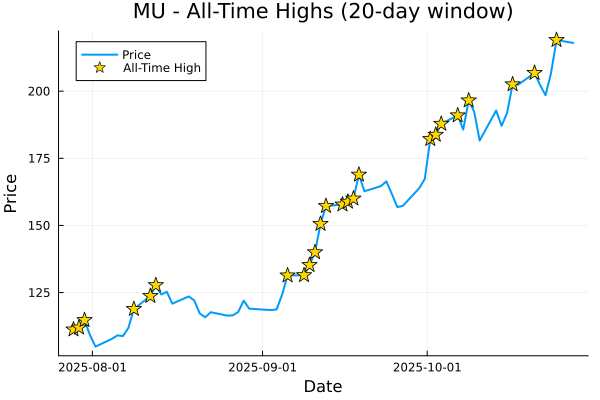 MU - All-Time Highs (20-day window)
Price
All-Time High
200
175
150
125
Price
2025-08-01
2025-09-01
2025-10-01
Date